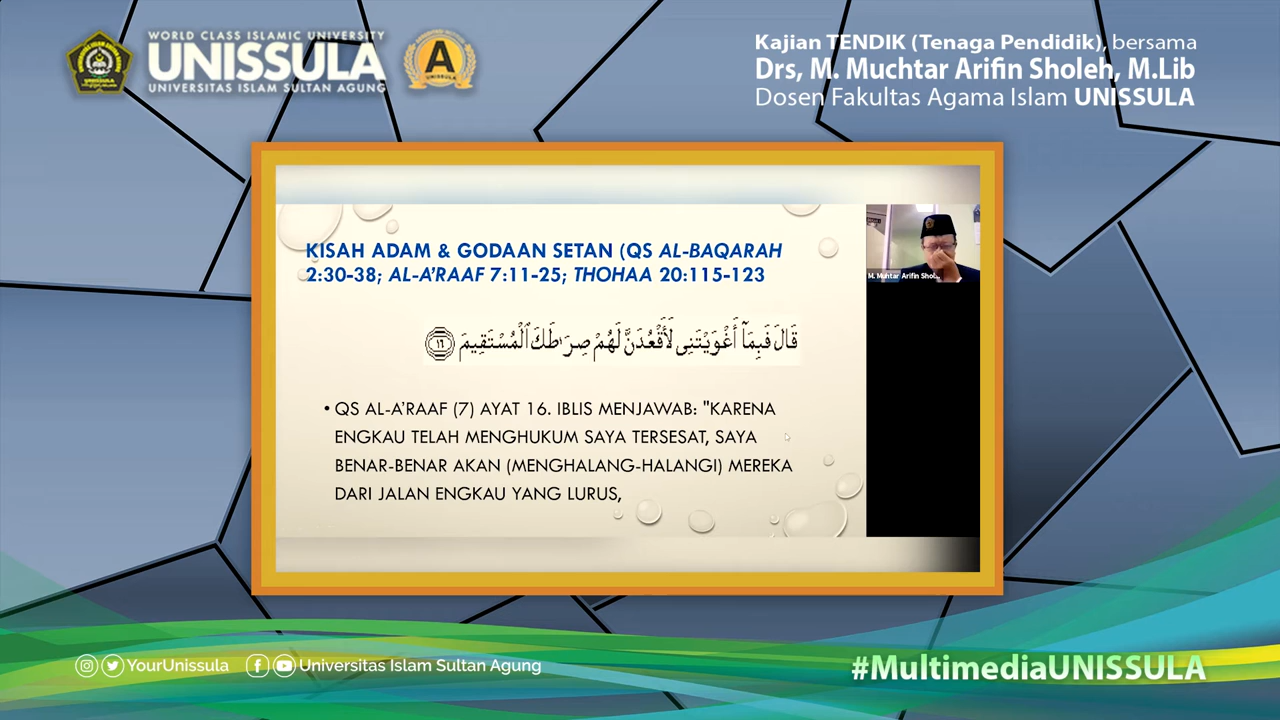 WORLD CLASS ISLAMIC UNIVERSITY
UNISSULA
UNIVERSITAS ISLAM SULTAN AGUNG
A
Kajian TENDIK (Tenaga Pendidik), bersama
Drs, M. Muchtar Arifin Sholeh, M.Lib
Dosen Fakultas Agama Islam UNISSULA
KISAH ADAM & GODAAN SETAN (QS AL-BAQARAH
2:30-38; AL-A'RAAF 7:11-25; THOHAA 20:115-123
قَالَ فَبِمَآ أَغْوَيْتَنِى لَأَقْعُدَنَّ لَهُمْ صِرَٰطَكَ ٱلْمُسْتَقِيمَ ١٦
• QS AL-A'RAAF (7) AYAT 16. IBLIS MENJAWAB: "KARENA
ENGKAU TELAH MENGHUKUM SAYA TERSESAT, SAYA
BENAR-BENAR AKAN (MENGHALANG-HALANGI) MEREKA
DARI JALAN ENGKAU YANG LURUS,
M. Muhtar Arifin Shol...
YourUnissula
Universitas Islam Sultan Agung
#MultimediaUNISSULA